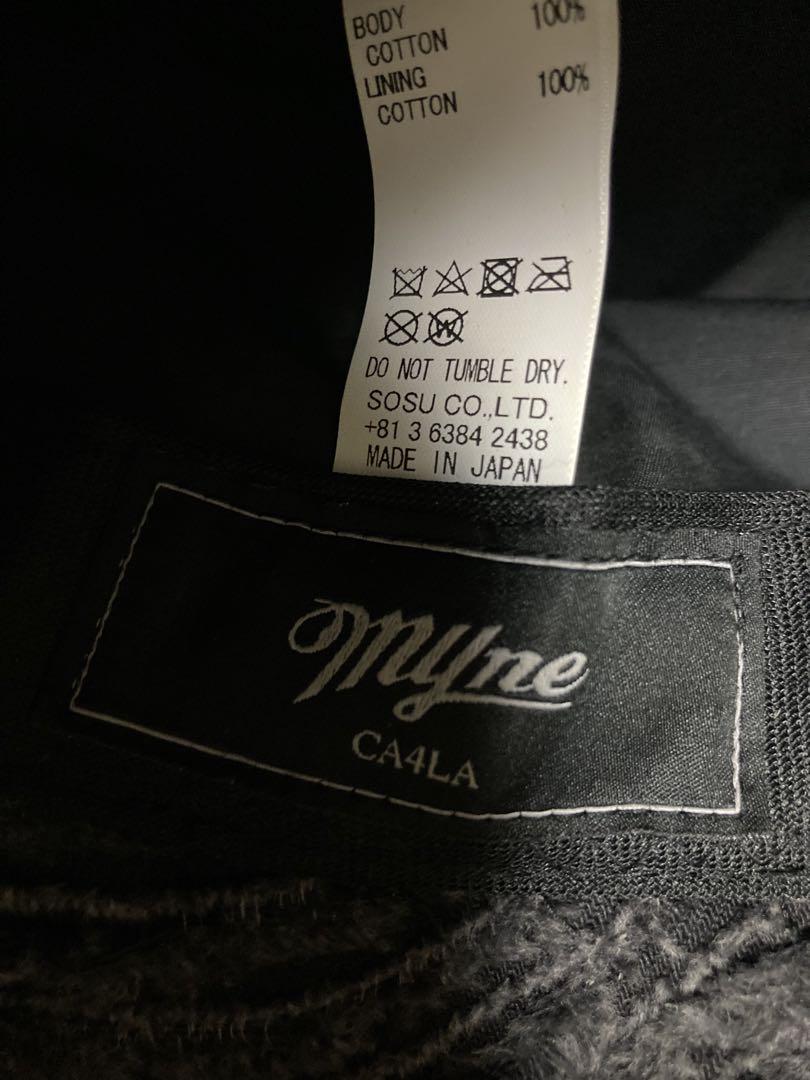 BODY 100%
COTTON
LINING 100%
COTTON
W
DO NOT TUMBLE DRY.
SOSU CO.,LTD.
+81 3 6384 2438
MADE IN JAPAN
myne
CA4LA